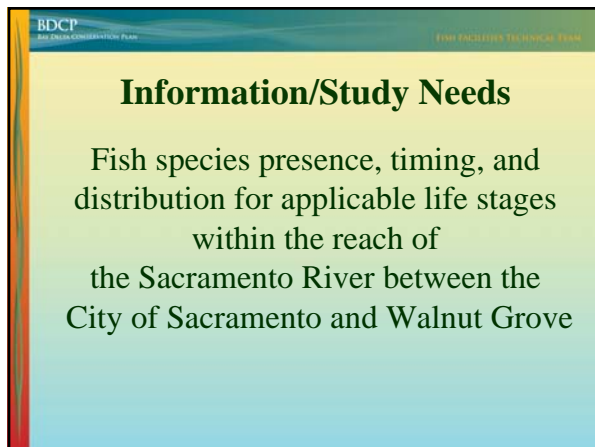 BDCP
BAY DELTA CONSERVATION PLAN
FISH FACILITIES TECHNICAL TEAM
Information/Study Needs
Fish species presence, timing, and
distribution for applicable life stages
within the reach of
the Sacramento River between the
City of Sacramento and Walnut Grove